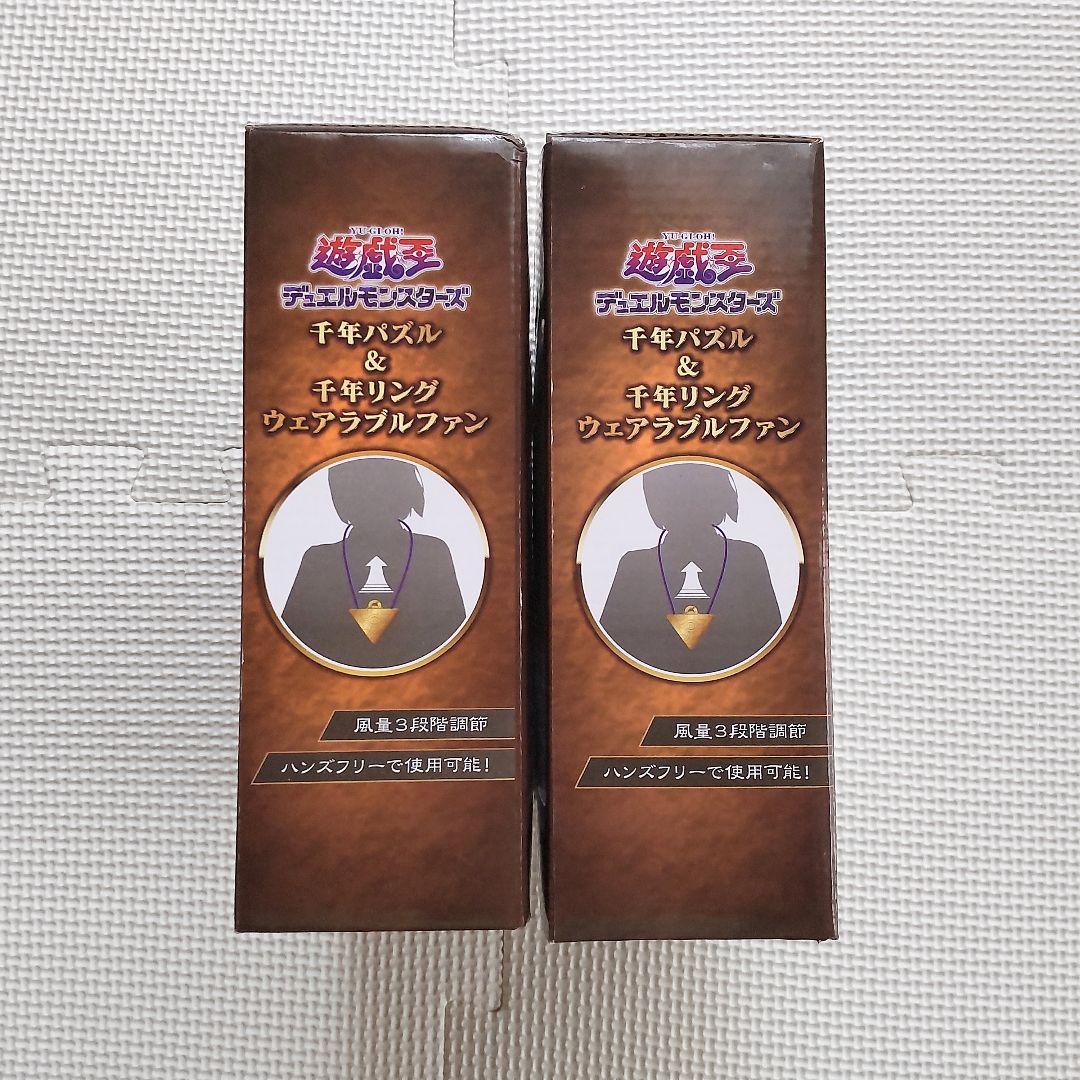 YU-GI-OH!
遊戯王
デュエルモンスターズ
千年パズル
&
千年リング
ウェアラブルファン
風量3段階調節
ハンズフリーで使用可能!
YU-GI-OH!
遊戯王
デュエルモンスターズ
千年パズル
&
千年リング
ウェアラブルファン
風量3段階調節
ハンズフリーで使用可能!